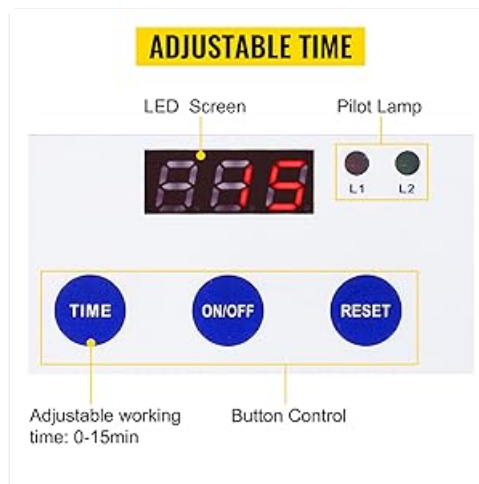 ADJUSTABLE TIME
LED Screen
Pilot Lamp
15
L1
L2
TIME
ON/OFF
RESET
Adjustable working
time: 0-15min
Button Control